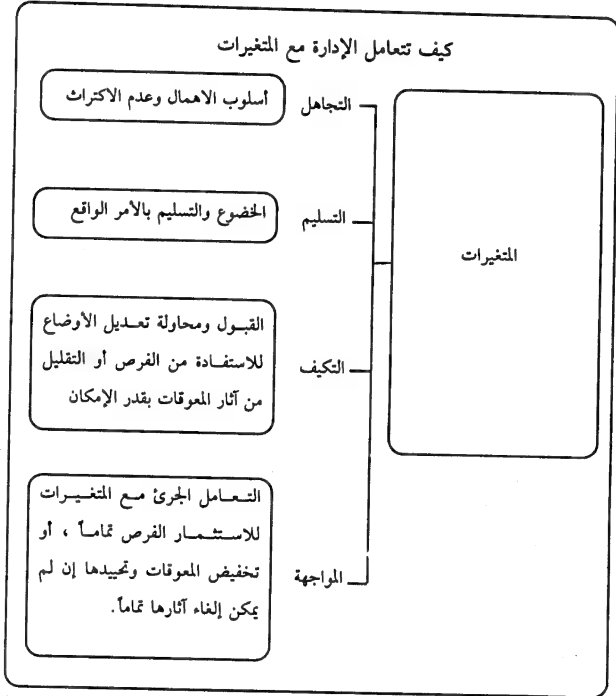 كيف تتعامل الإدارة مع المتغيرات
المتغيرات
التجاهل
أسلوب الاهمال وعدم الاكتراث
التسليم
الخضوع والتسليم بالأمر الواقع
التكيف
القبول ومحاولة تعديل الأوضاع
للاستفادة من الفرص أو التقليل
من آثار المعوقات بقدر الإمكان
المواجهة
التعامل الجرئ مع المتغيرات
للاستثمار الفرص تماماً ، أو
تخفيض المعوقات وتحييدها إن لم
يمكن إلغاء آثارها تماماً.